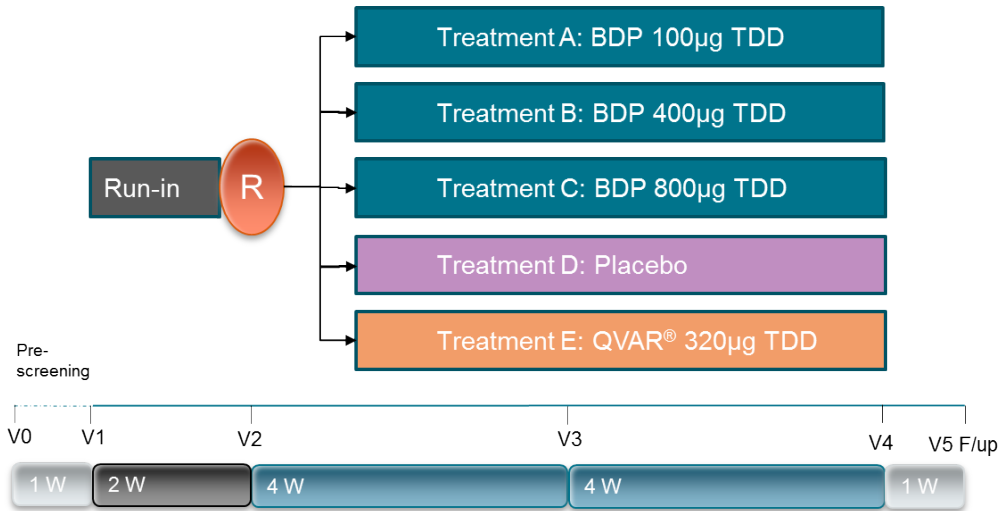 Treatment A: BDP 100µg TDD
Treatment B: BDP 400µg TDD
Run-in
R
Treatment C: BDP 800µg TDD
Treatment D: Placebo
Treatment E: QVAR® 320µg TDD
Pre-
screening
V0
V1
V2
V3
V4
V5 F/up
1 W
2 W
4 W
4 W
1 W